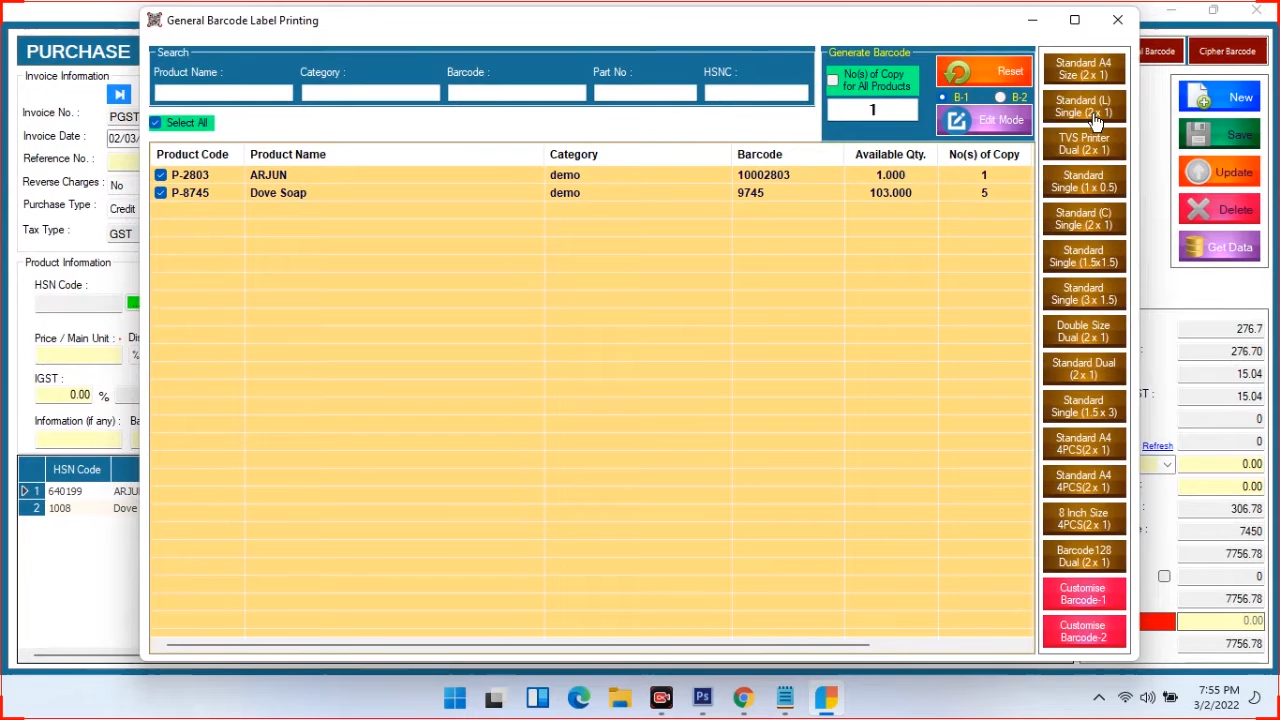 General Barcode Label Printing
PURCHASE
Barcode
Cipher Barcode
Invoice Information
Invoice No. :
PGST
Invoice Date :
02/03/
Reference No. :
Reverse Charges :
No
Purchase Type :
Credit
Tax Type :
GST
Product Information
HSN Code :
Price / Main Unit : •
IGST :
0.00 %
Information (if any) :
HSN Code
1 640199
2 1008 Dove
Search
Product Name :
Category :
Barcode :
Part No :
HSNC :
Select All
Generate Barcode
No(s) of Copy
for All Products
1
Reset
B-1
B-2
Edit Mode
Product Code Product Name Category Barcode Available Qty. No(s) of Copy
P-2803 ARJUN demo 10002803 1.000 1
P-8745 Dove Soap demo 9745 103.000 5
Standard A4
Size (2 x 1)
Standard (L)
Single (2 x 1)
TVS Printer
Dual (2 x 1)
Standard
Single (1 x 0.5)
Standard (C)
Single (2 x 1)
Standard
Single (1.5x1.5)
Standard
Single (3 x 1.5)
Double Size
Dual (2 x 1)
Standard Dual
(2 x 1)
Standard
Single (1.5 x 3)
Standard A4
4PCS(2 x 1)
Standard A4
4PCS(2 x 1)
8 Inch Size
4PCS(2 x 1)
Barcode128
Dual (2 x 1)
Customise
Barcode-1
Customise
Barcode-2
New
Save
Update
Delete
Get Data
276.7
276.70
15.04
15.04
0
0
Refresh
0.00
0.00
306.78
7450
7756.78
0
7756.78
0.00
7756.78
Ps
7:55 PM
3/2/2022